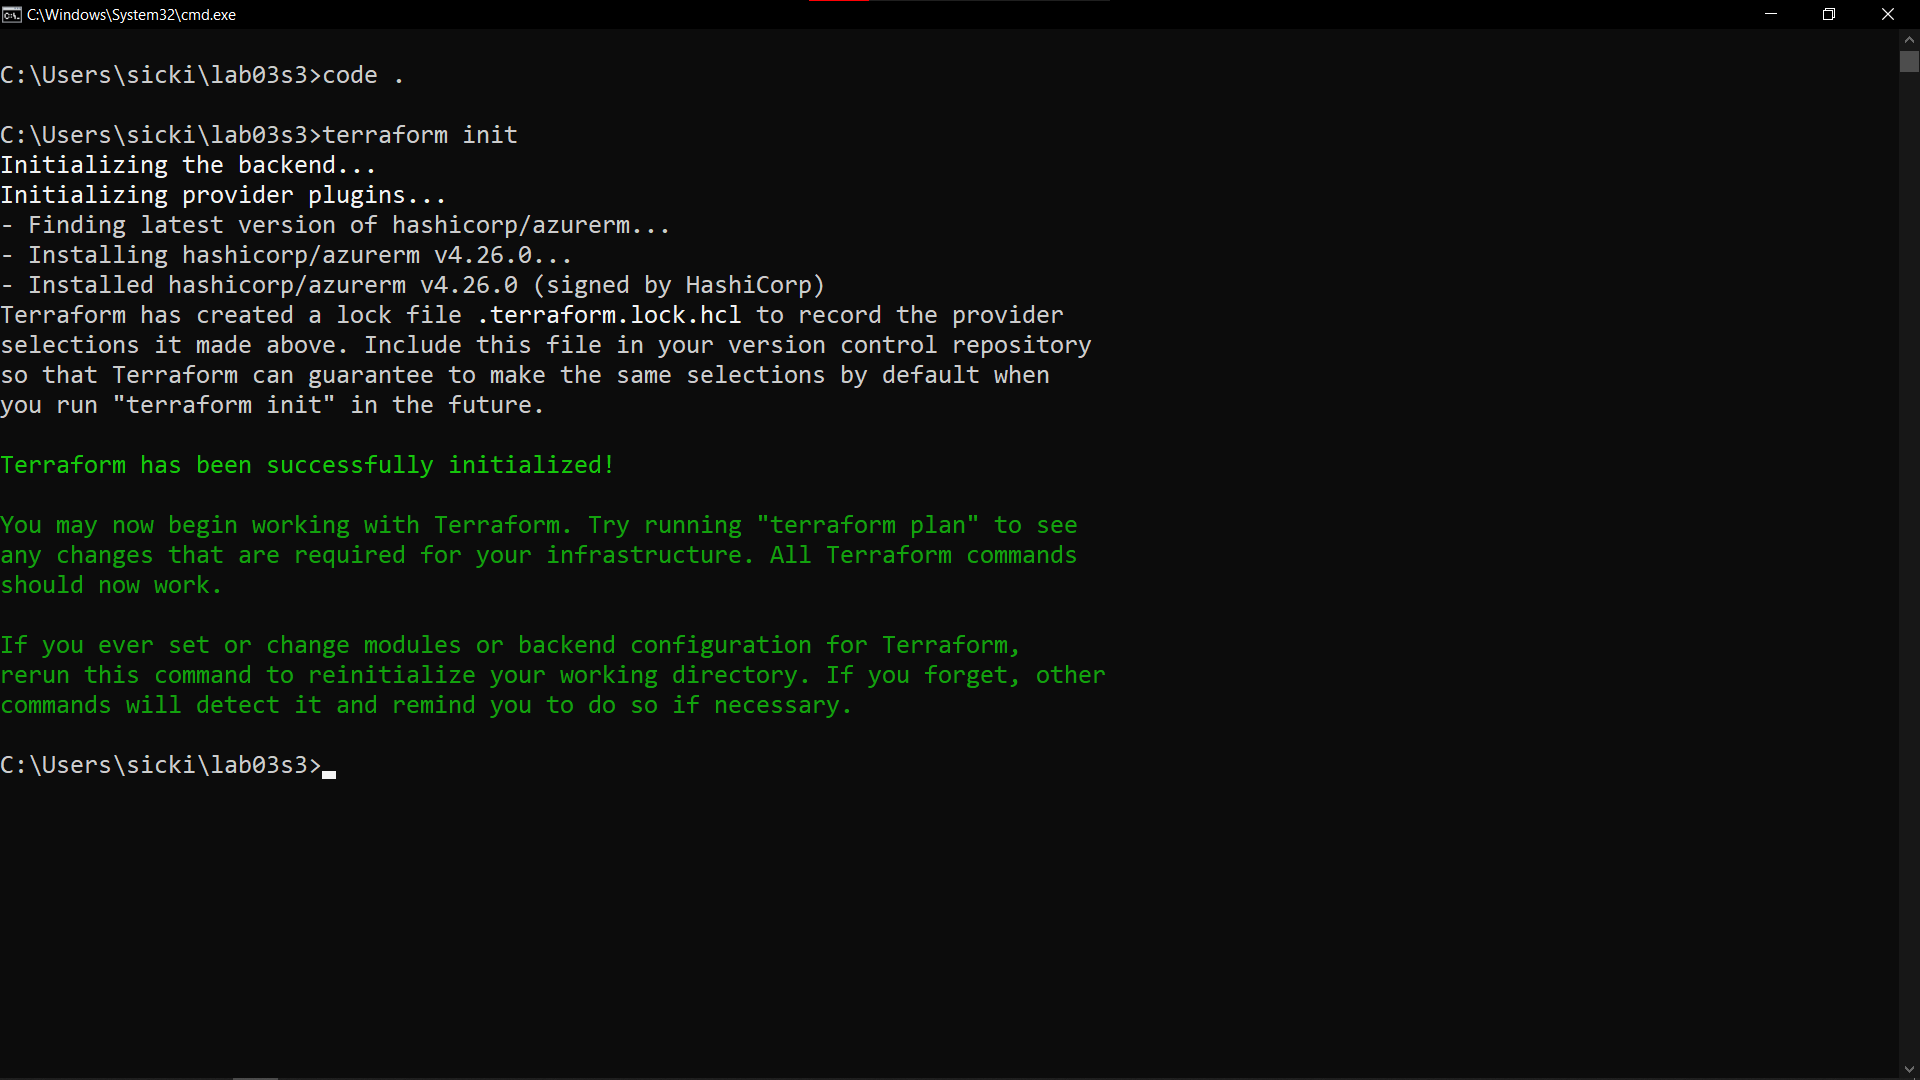 C:\Windows\System32\cmd.exe
C:\Users\sicki\lab03s3>code .
C:\Users\sicki\lab03s3>terraform init
Initializing the backend...
Initializing provider plugins...
- Finding latest version of hashicorp/azurerm...
- Installing hashicorp/azurerm v4.26.0...
- Installed hashicorp/azurerm v4.26.0 (signed by HashiCorp)
Terraform has created a lock file .terraform.lock.hcl to record the provider
selections it made above. Include this file in your version control repository
so that Terraform can guarantee to make the same selections by default when
you run "terraform init" in the future.
Terraform has been successfully initialized!
You may now begin working with Terraform. Try running "terraform plan" to see
any changes that are required for your infrastructure. All Terraform commands
should now work.
If you ever set or change modules or backend configuration for Terraform,
rerun this command to reinitialize your working directory. If you forget, other
commands will detect it and remind you to do so if necessary.
C:\Users\sicki\lab03s3>